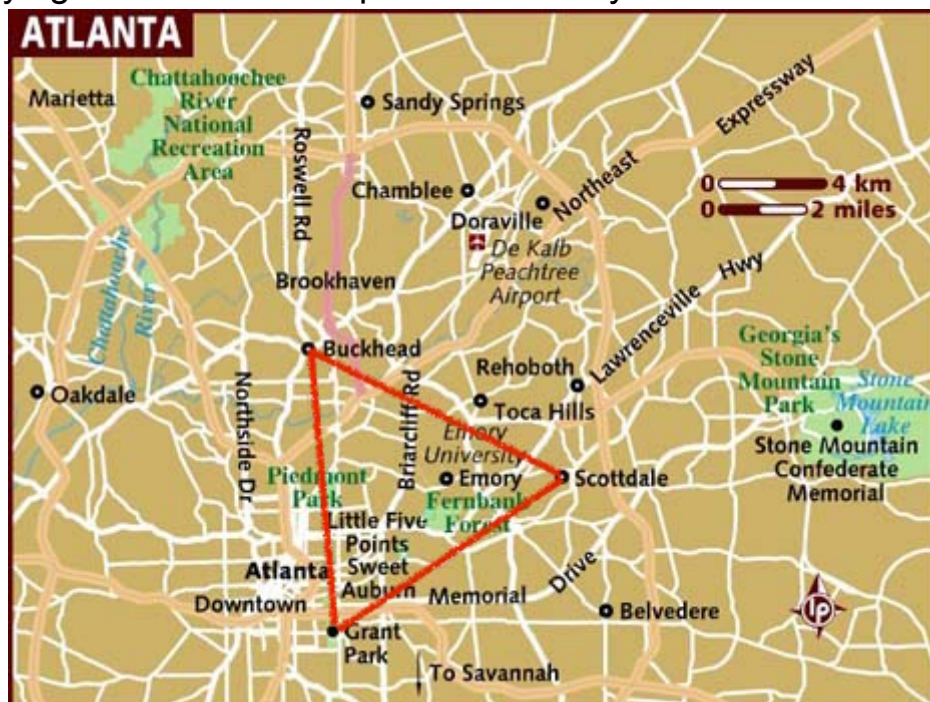 ATLANTA
Chattahoochee
River
National
Recreation
Area
Marietta
Sandy Springs
Roswell Rd
Expressway
Northeast
0 4 km
0 2 miles
Chamblee
Doraville
De Kalb
Peachtree
Airport
Brookhaven
Chattahooche
River
Lawrenceville Hwy
Buckhead
Georgia's
Stone
Mountain
Park
Stone
Mountain
Lake
Rehoboth
Oakdale
Toca Hills
Northside Dr
Briarcliff Rd
Emory
University
Stone Mountain
Confederate
Memorial
Piedmont
Park
Emory
Scottdale
Fernbank
Forest
Little Five
Points
Sweet
Auburn
Atlanta
Downtown
Memorial Drive
Belvedere
LP
Grant
Park
To Savannah